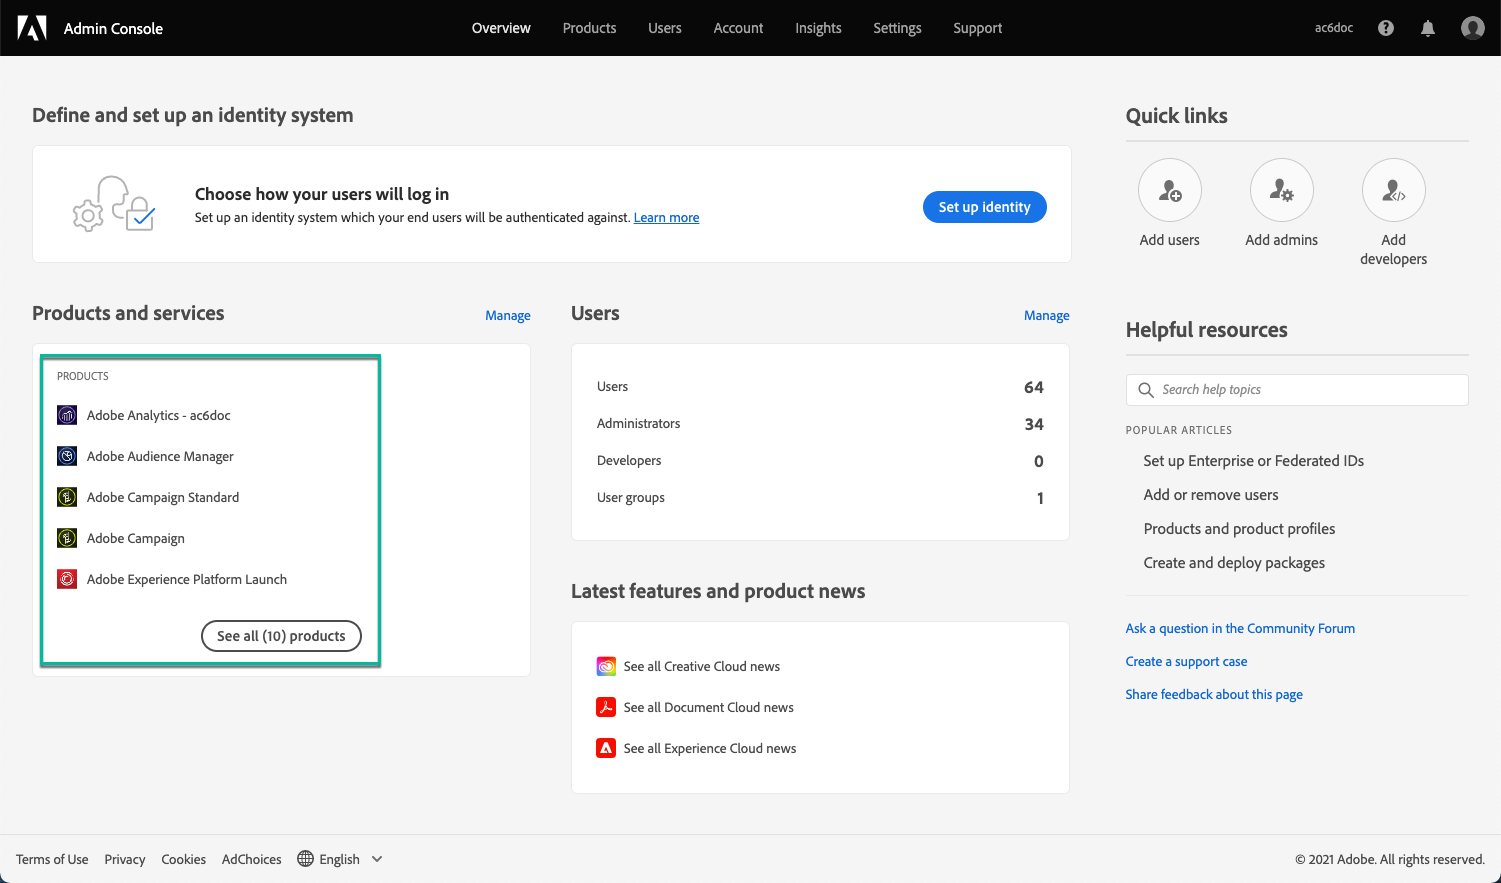 Admin Console
Overview
Products
Users
Account
Insights
Settings
Support
ac6doc
Define and set up an identity system
Choose how your users will log in
Set up an identity system which your end users will be authenticated against. Learn more
Set up identity
Products and services
Manage
PRODUCTS
Adobe Analytics - ac6doc
Adobe Audience Manager
Adobe Campaign Standard
Adobe Campaign
Adobe Experience Platform Launch
See all (10) products
Users
Manage
Users 64
Administrators 34
Developers 0
User groups 1
Latest features and product news
See all Creative Cloud news
See all Document Cloud news
See all Experience Cloud news
Quick links
Add users
Add admins
Add
developers
Helpful resources
Search help topics
POPULAR ARTICLES
Set up Enterprise or Federated IDs
Add or remove users
Products and product profiles
Create and deploy packages
Ask a question in the Community Forum
Create a support case
Share feedback about this page
Terms of Use
Privacy
Cookies
AdChoices
English
© 2021 Adobe. All rights reserved.